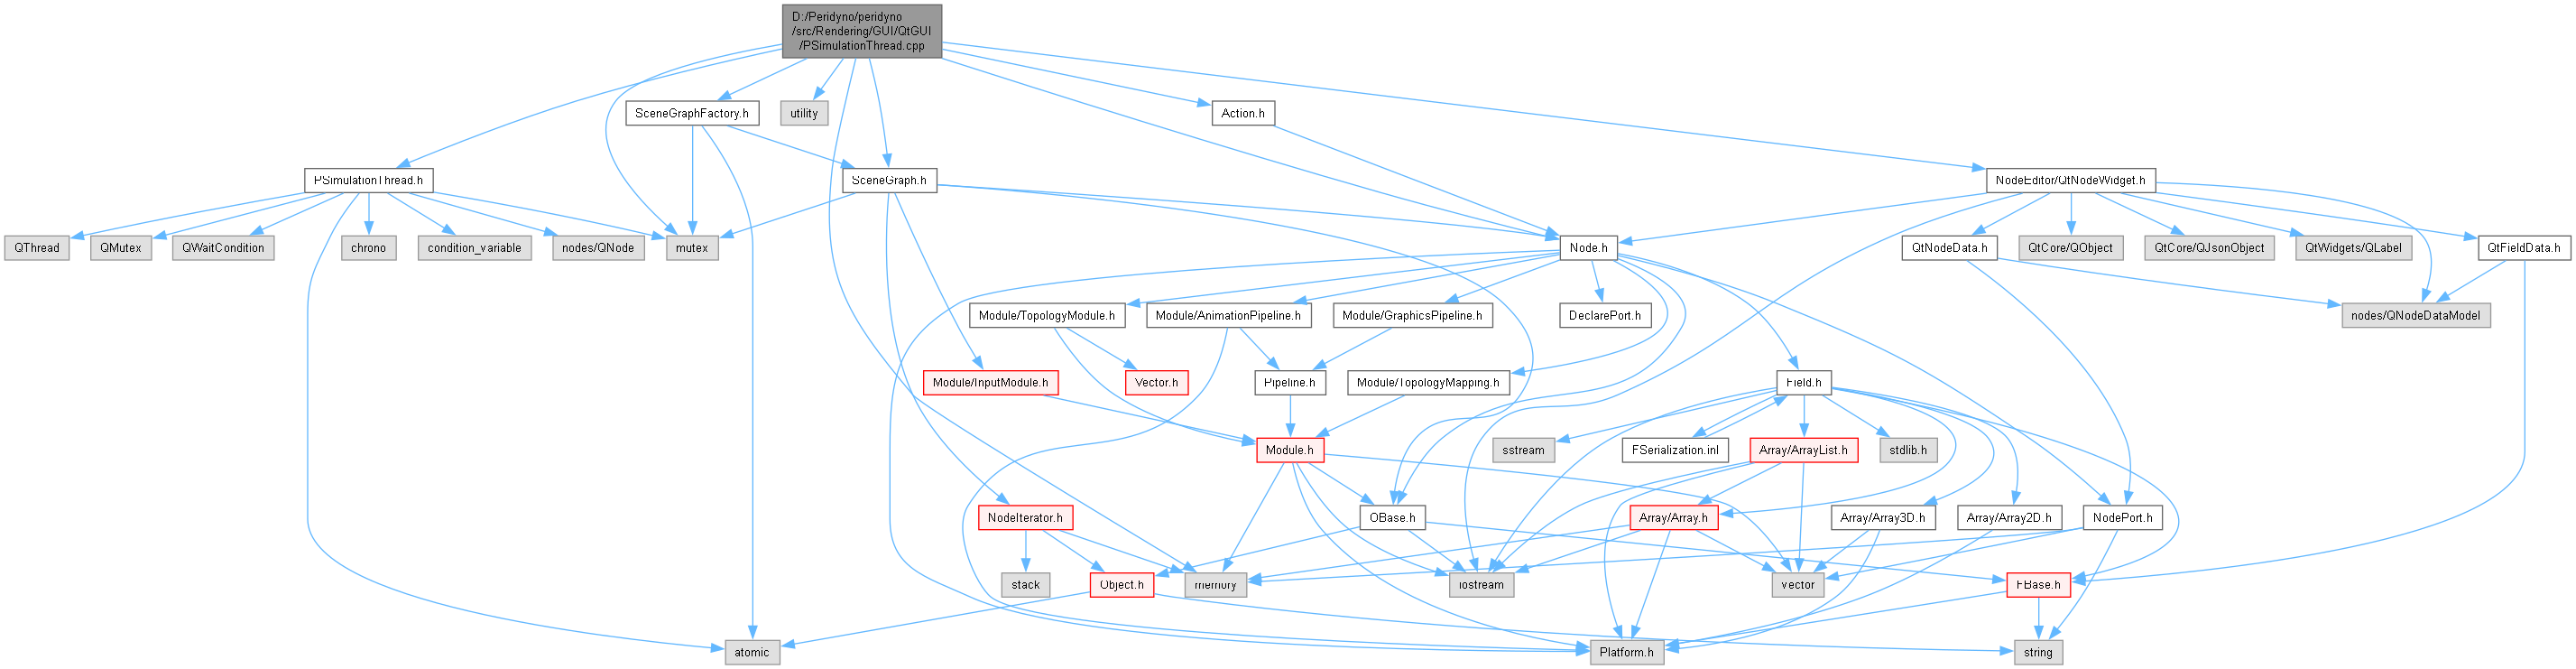 D:/Peridyno/peridyno
/src/Rendering/GUI/QtGUI
/PSimulationThread.cpp
SceneGraphFactory.h
utility
Action.h
PSimulationThread.h
SceneGraph.h
NodeEditor/QtNodeWidget.h
QThread
QMutex
QWaitCondition
chrono
condition_variable
nodes/QNode
mutex
Node.h
QtNodeData.h
QtCore/QObject
QtCore/QJsonObject
QtWidgets/QLabel
QtFieldData.h
Module/TopologyModule.h
Module/AnimationPipeline.h
Module/GraphicsPipeline.h
DeclarePort.h
nodes/QNodeDataModel
Module/InputModule.h
Vector.h
Pipeline.h
Module/TopologyMapping.h
Field.h
Module.h
sstream
FSerialization.inl
Array/ArrayList.h
stdlib.h
NodeIterator.h
OBase.h
Array/Array.h
Array/Array3D.h
Array/Array2D.h
NodePort.h
stack
Object.h
memory
iostream
vector
FBase.h
atomic
Platform.h
string